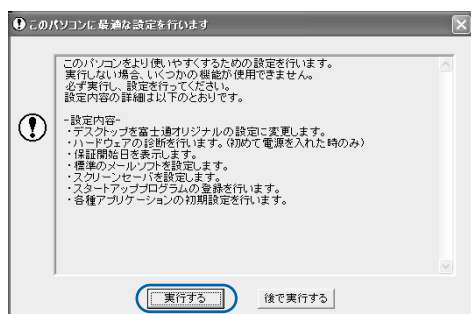 このパソコンに最適な設定を行います
このパソコンをより使いやすくするための設定を行います。
実行しない場合、いくつかの機能が使用できません。
必ず実行し、設定を行ってください。
設定内容の詳細は以下のとおりです。
-設定内容-
・デスクトップを富士通オリジナルの設定に変更します。
・ハードウェアの診断を行います。(初めて電源を入れた時のみ)
・保証開始日を表示します。
・標準のメールソフトを設定します。
・スクリーンセーバを設定します。
・スタートアッププログラムの登録を行います。
・各種アプリケーションの初期設定を行います。
実行する
後で実行する